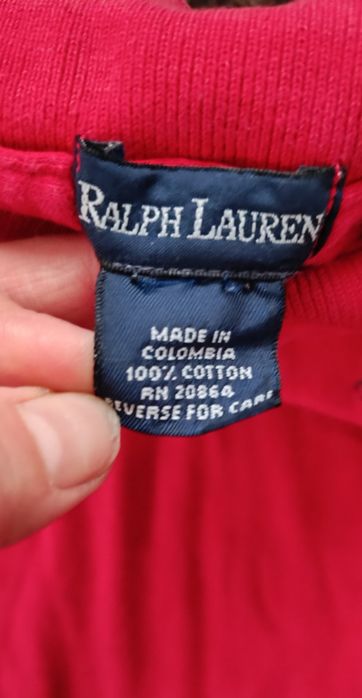 RALPH LAUREN
MADE IN
COLOMBIA
100% COTTON
RN 20864
REVERSE FOR CARE